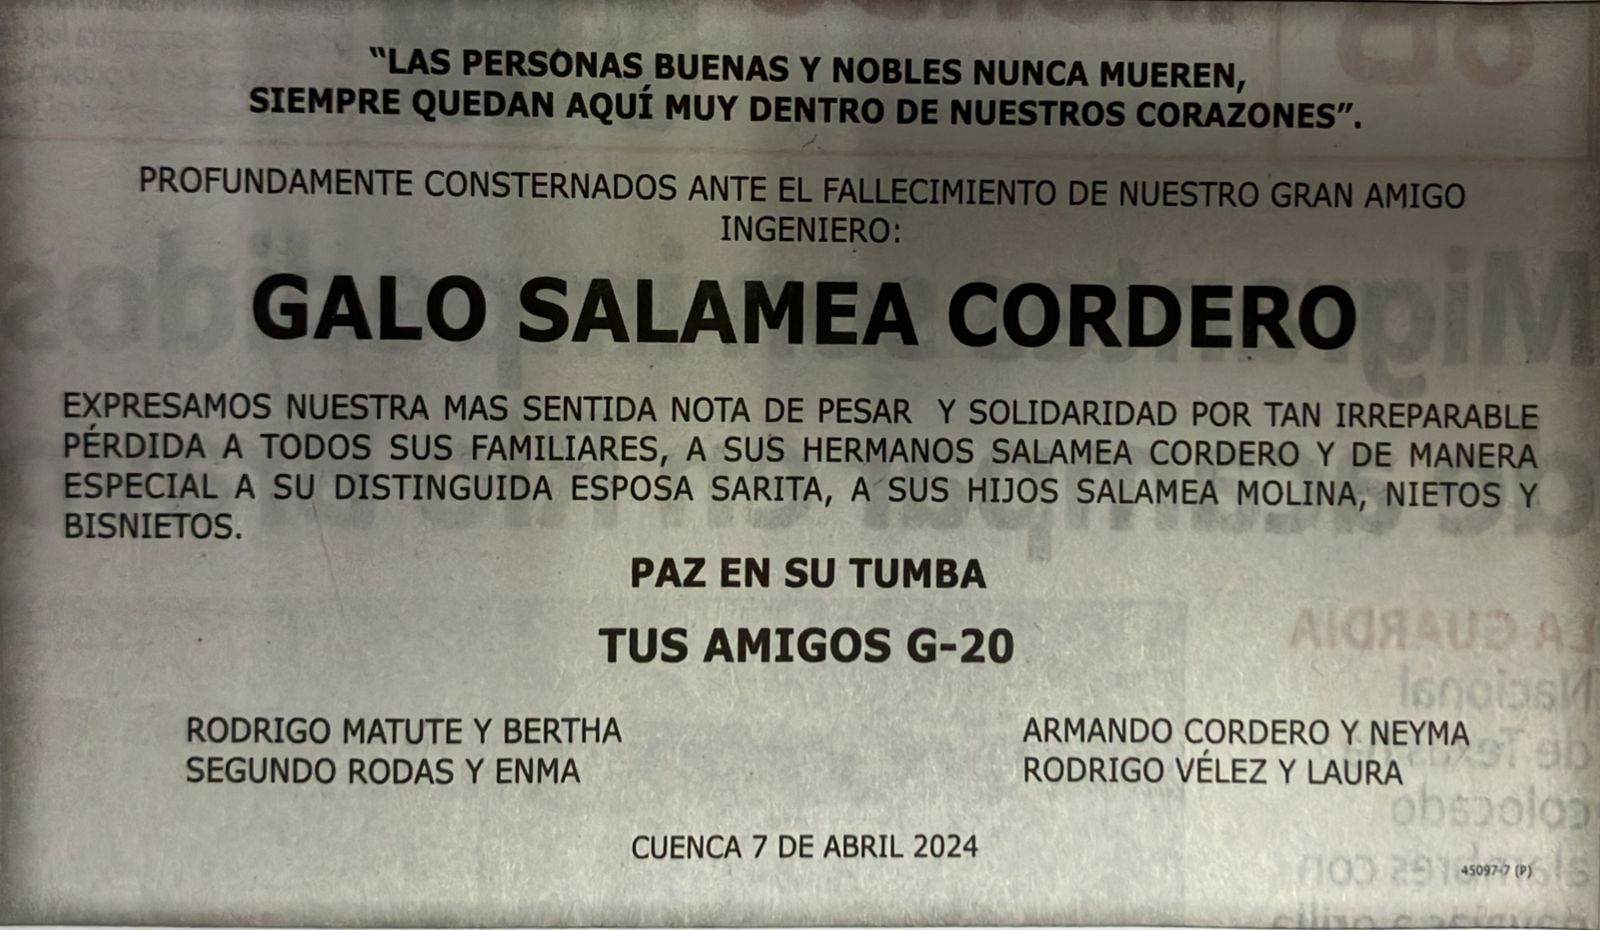 “LAS PERSONAS BUENAS Y NOBLES NUNCA MUEREN,
SIEMPRE QUEDAN AQUÍ MUY DENTRO DE NUESTROS CORAZONES”.
PROFUNDAMENTE CONSTERNADOS ANTE EL FALLECIMIENTO DE NUESTRO GRAN AMIGO
INGENIERO:
GALO SALAMEA CORDERO
EXPRESAMOS NUESTRA MAS SENTIDA NOTA DE PESAR Y SOLIDARIDAD POR TAN IRREPARABLE
PÉRDIDA A TODOS SUS FAMILIARES, A SUS HERMANOS SALAMEA CORDERO Y DE MANERA
ESPECIAL A SU DISTINGUIDA ESPOSA SARITA, A SUS HIJOS SALAMEA MOLINA, NIETOS Y
BISNIETOS.
PAZ EN SU TUMBA
TUS AMIGOS G-20
RODRIGO MATUTE Y BERTHA
SEGUNDO RODAS Y ENMA
ARMANDO CORDERO Y NEYMA
RODRIGO VÉLEZ Y LAURA
CUENCA 7 DE ABRIL 2024
45097-7 (P)